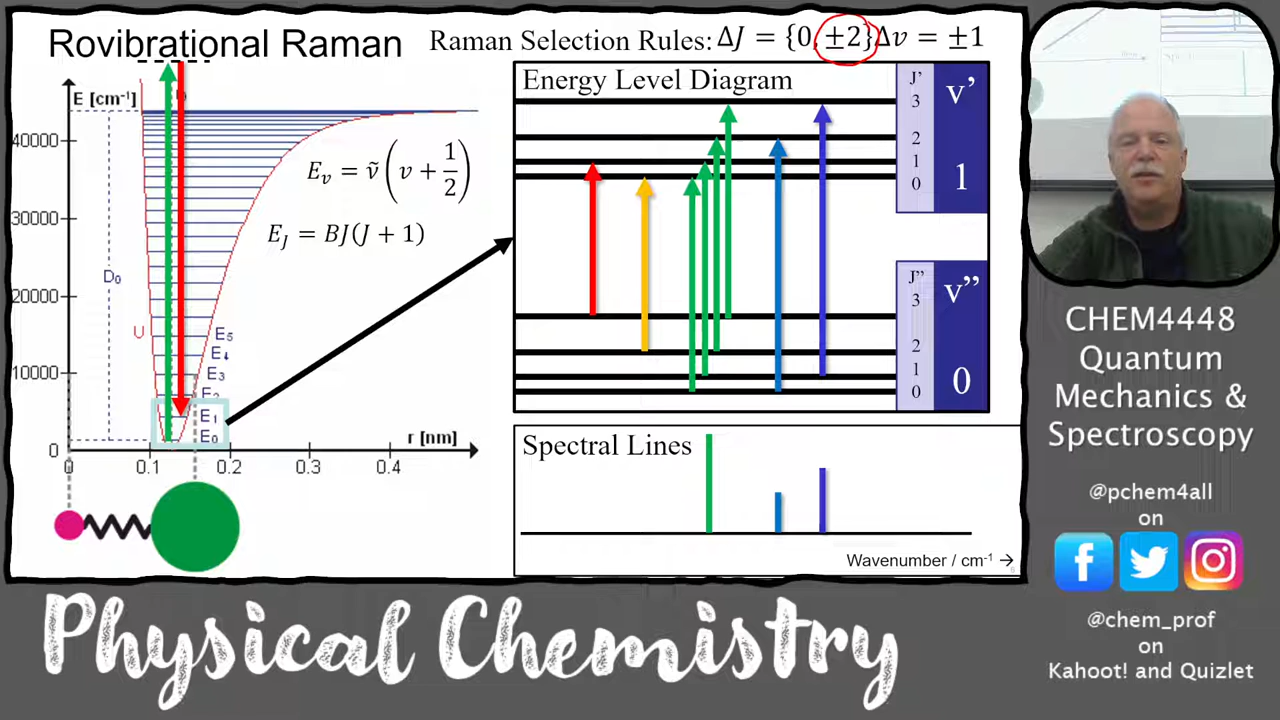 Rovibrational Raman
Raman Selection Rules: ΔJ = {0, ±2}Δv = ±1
E [cm⁻¹]
40000
30000
20000
10000
0
D₀
U
E₅
E₄
E₃
E₁
E₀
r [nm]
0 0.1 0.2 0.3 0.4
E_v = ṽ(v + 1/2)
E_J = BJ(J + 1)
Energy Level Diagram
J'
3
2
1
0
v'
1
J"
3
2
1
0
v"
0
Spectral Lines
Wavenumber / cm⁻¹ →
CHEM4448
Quantum
Mechanics &
Spectroscopy
@pchem4all
on
@chem_prof
on
Kahoot! and Quizlet
Physical Chemistry